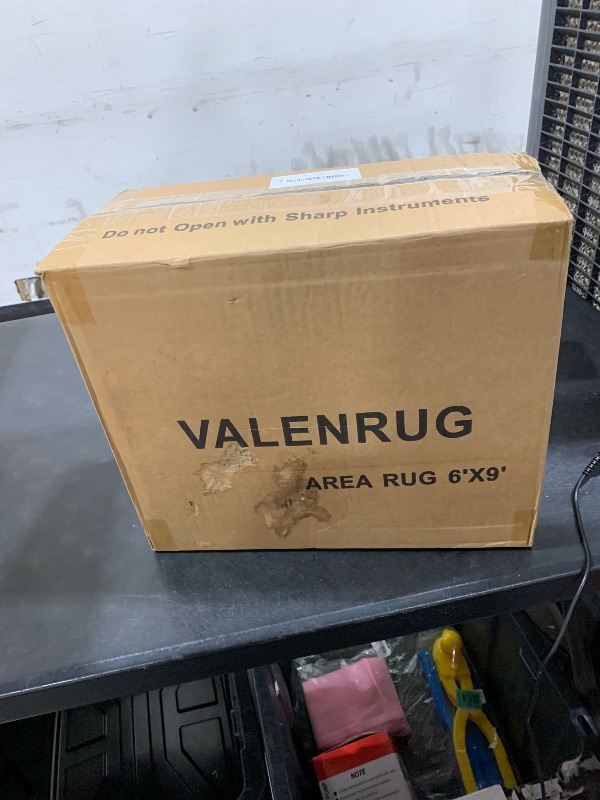 Do not Open with Sharp Instruments
VALENRUG
AREA RUG 6'X9'
NOTE